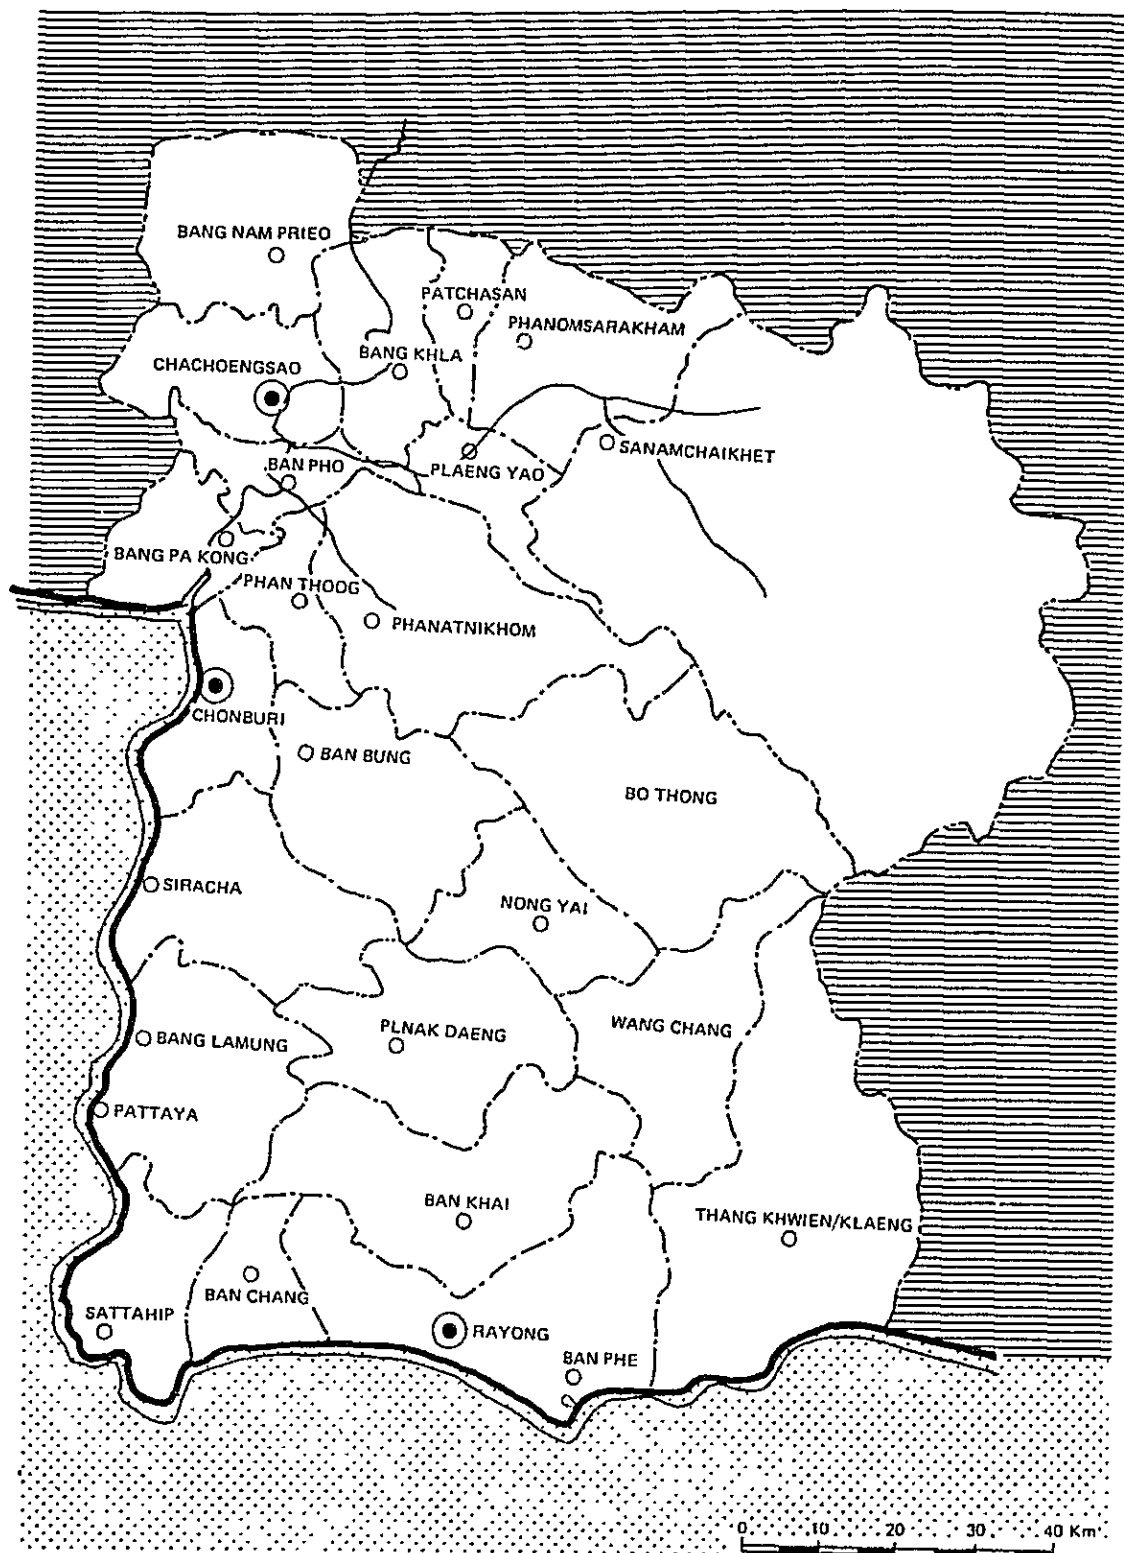 BANG NAM PRIEO
PATCHASAN
PHANOMSARAKHAM
BANG KHLA
CHACHOENGSAO
SANAMCHAIKHET
BAN PHO
PLAENG YAO
BANG PA KONG
PHAN THOOG
PHANATNIKHOM
CHONBURI
BAN BUNG
BO THONG
SIRACHA
NONG YAI
WANG CHANG
PLNAK DAENG
BANG LAMUNG
PATTAYA
BAN KHAI
THANG KHWIEN/KLAENG
BAN CHANG
SATTAHIP
RAYONG
BAN PHE
0 10 20 30 40 Km